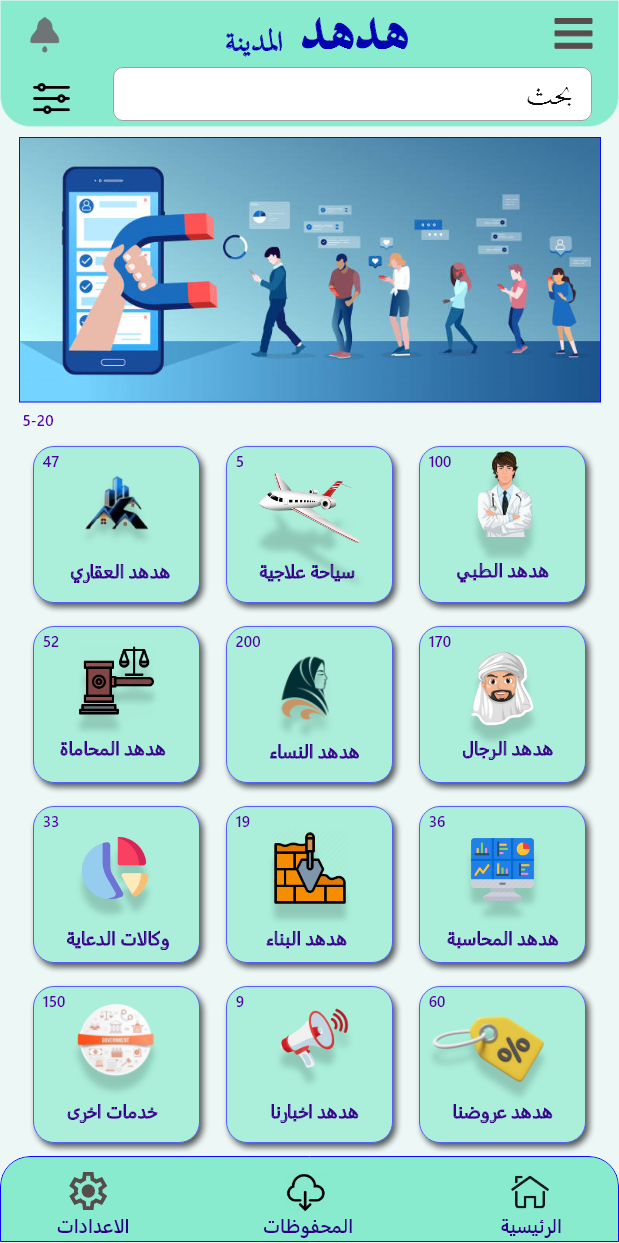 هدهد المدينة
بحث
5-20
100
هدهد الطبي
5
سياحة علاجية
47
هدهد العقاري
170
هدهد الرجال
200
هدهد النساء
52
هدهد المحاماة
36
هدهد المحاسبة
19
هدهد البناء
33
وكالات الدعاية
60
%
هدهد عروضنا
9
هدهد اخبارنا
150
GOVERNMENT
خدمات اخرى
الرئيسية
المحفوظات
الاعدادات